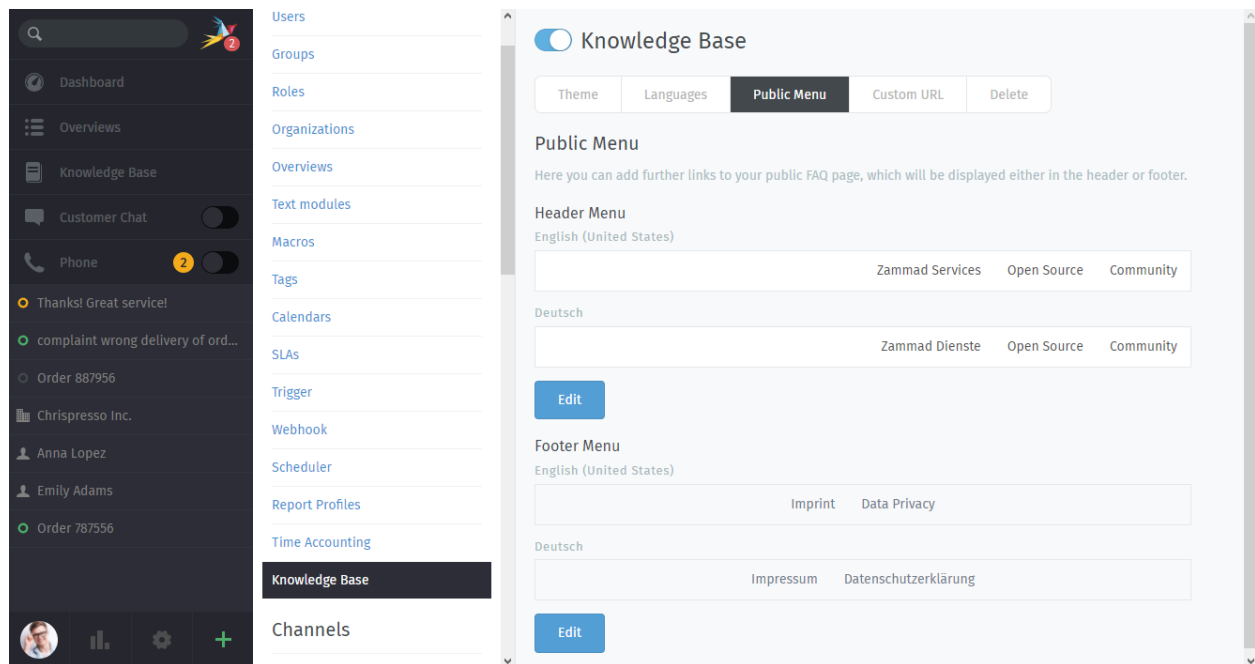 2
Dashboard
Overviews
Knowledge Base
Customer Chat
Phone 2
Thanks! Great service!
complaint wrong delivery of ord...
Order 887956
Chrispresso Inc.
Anna Lopez
Emily Adams
Order 787556
Users
Groups
Roles
Organizations
Overviews
Text modules
Macros
Tags
Calendars
SLAs
Trigger
Webhook
Scheduler
Report Profiles
Time Accounting
Knowledge Base
Channels
Knowledge Base
Theme Languages Public Menu Custom URL Delete
Public Menu
Here you can add further links to your public FAQ page, which will be displayed either in the header or footer.
Header Menu
English (United States)
Zammad Services Open Source Community
Deutsch
Zammad Dienste Open Source Community
Edit
Footer Menu
English (United States)
Imprint Data Privacy
Deutsch
Impressum Datenschutzerklärung
Edit